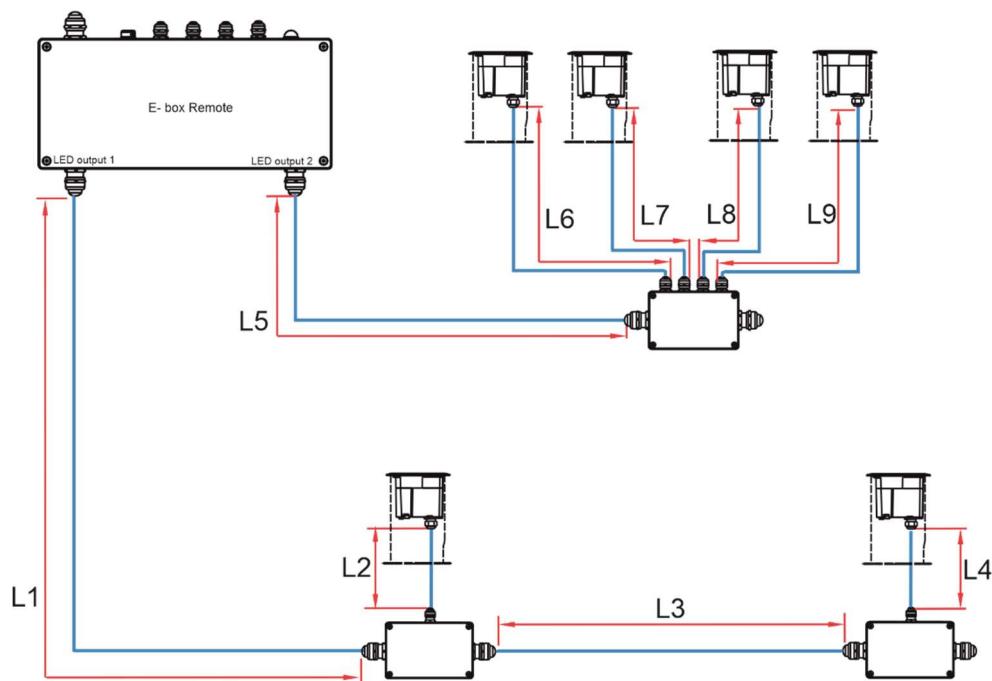 E- box Remote
LED output 1
LED output 2
L6
L7
L8
L9
L5
L2
L4
L1
L3